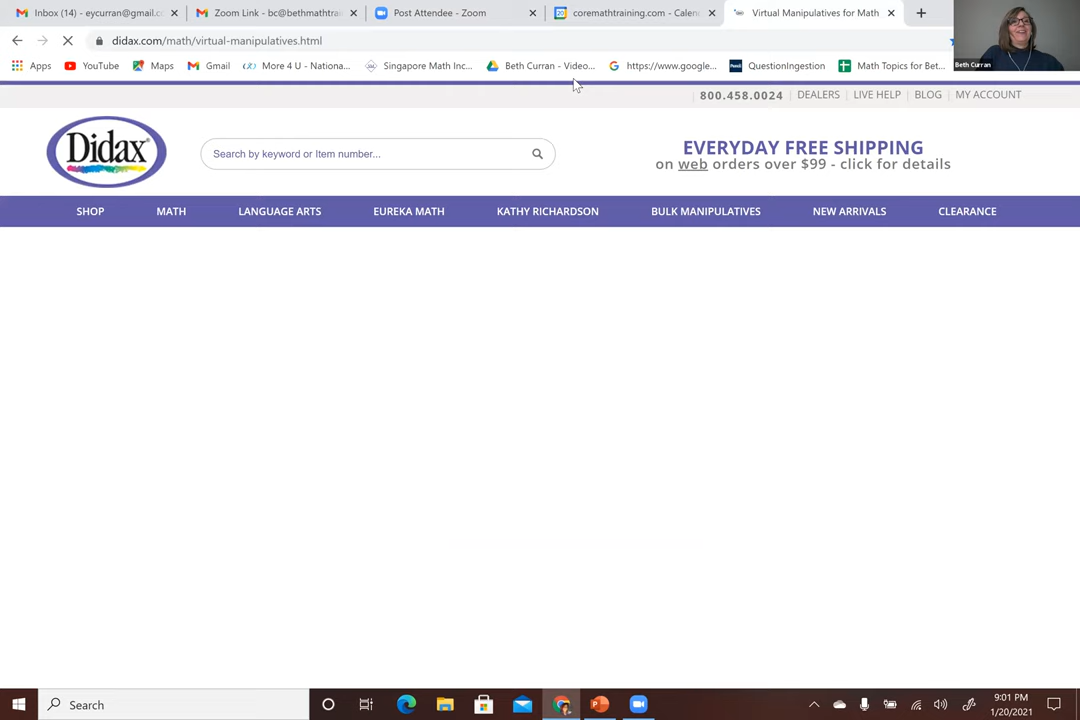 Inbox (14) - eycurran@gmail.c
Zoom Link - bc@bethmathtrai
Post Attendee - Zoom
coremathtraining.com - Calen
Virtual Manipulatives for Math
didax.com/math/virtual-manipulatives.html
Apps
YouTube
Maps
Gmail
More 4 U - Nationa...
Singapore Math Inc...
Beth Curran - Video...
https://www.google...
QuestionIngestion
Math Topics for Bet...
Beth Curran
800.458.0024
DEALERS
LIVE HELP
BLOG
MY ACCOUNT
Didax
Search by keyword or Item number...
EVERYDAY FREE SHIPPING
on web orders over $99 - click for details
SHOP
MATH
LANGUAGE ARTS
EUREKA MATH
KATHY RICHARDSON
BULK MANIPULATIVES
NEW ARRIVALS
CLEARANCE
Search
9:01 PM
1/20/2021